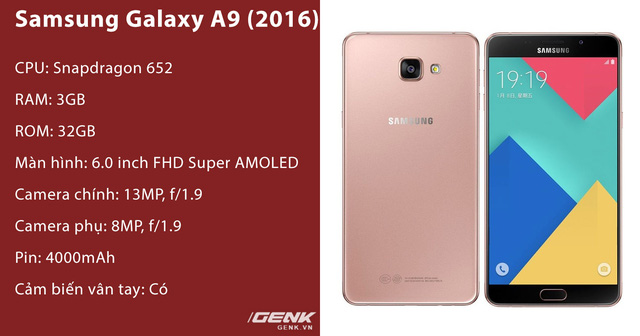 Samsung Galaxy A9 (2016)
CPU: Snapdragon 652
RAM: 3GB
ROM: 32GB
Màn hình: 6.0 inch FHD Super AMOLED
Camera chính: 13MP, f/1.9
Camera phụ: 8MP, f/1.9
Pin: 4000mAh
Cảm biến vân tay: Có
GENK
GENK.VN
SAMSUNG
SAMSUNG
19:19